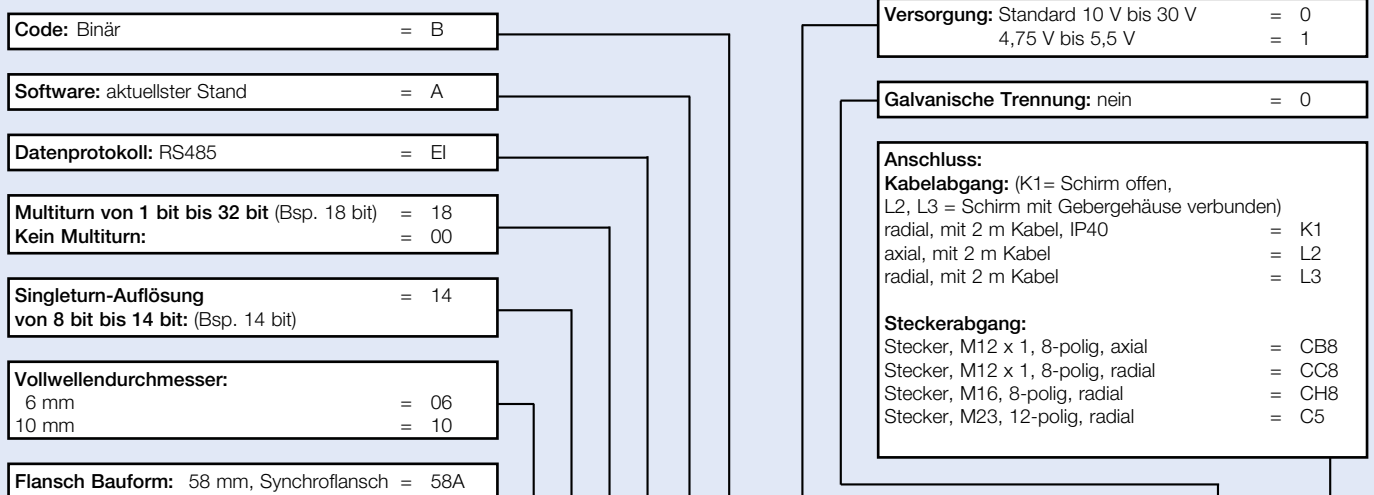 Code: Binär = B
Software: aktuellster Stand = A
Datenprotokoll: RS485 = EI
Multiturn von 1 bit bis 32 bit (Bsp. 18 bit) = 18
Kein Multiturn: = 00
Singleturn-Auflösung = 14
von 8 bit bis 14 bit: (Bsp. 14 bit)
Vollwellendurchmesser:
6 mm = 06
10 mm = 10
Flansch Bauform: 58 mm, Synchroflansch = 58A
Versorgung: Standard 10 V bis 30 V = 0
4,75 V bis 5,5 V = 1
Galvanische Trennung: nein = 0
Anschluss:
Kabelabgang: (K1= Schirm offen,
L2, L3 = Schirm mit Gebergehäuse verbunden)
radial, mit 2 m Kabel, IP40 = K1
axial, mit 2 m Kabel = L2
radial, mit 2 m Kabel = L3
Steckerabgang:
Stecker, M12 x 1, 8-polig, axial = CB8
Stecker, M12 x 1, 8-polig, radial = CC8
Stecker, M16, 8-polig, radial = CH8
Stecker, M23, 12-polig, radial = C5